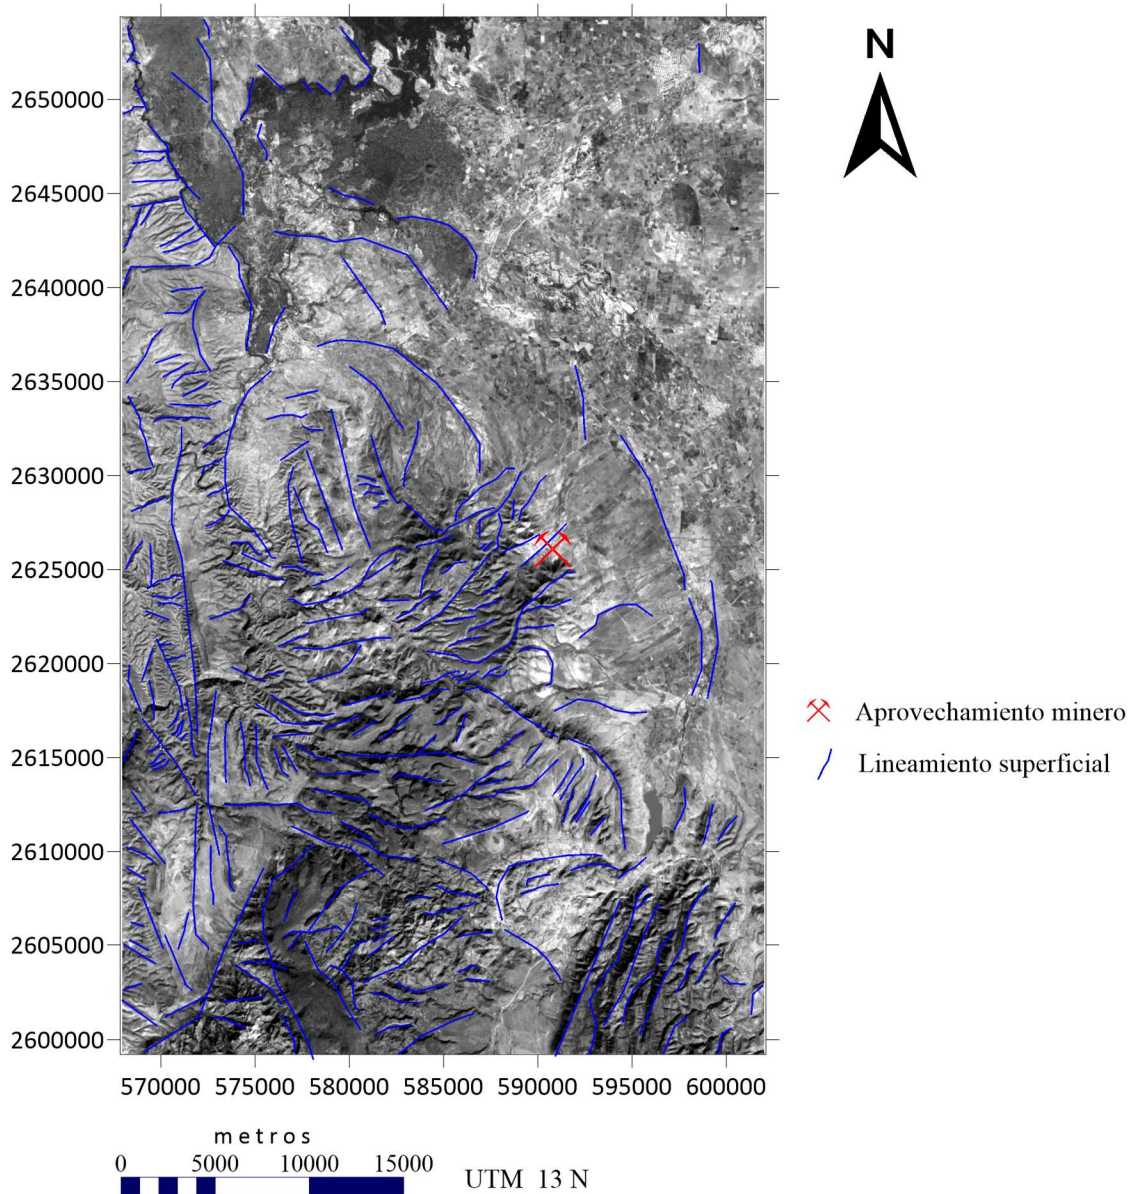 N
2650000
2645000
2640000
2635000
2630000
2625000
2620000
2615000
2610000
2605000
2600000
Aprovechamiento minero
Lineamiento superficial
570000 575000 580000 585000 590000 595000 600000
metros
0 5000 10000 15000
UTM 13 N